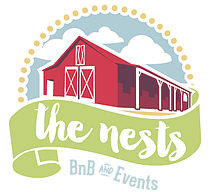 the nests
BnB AND Events